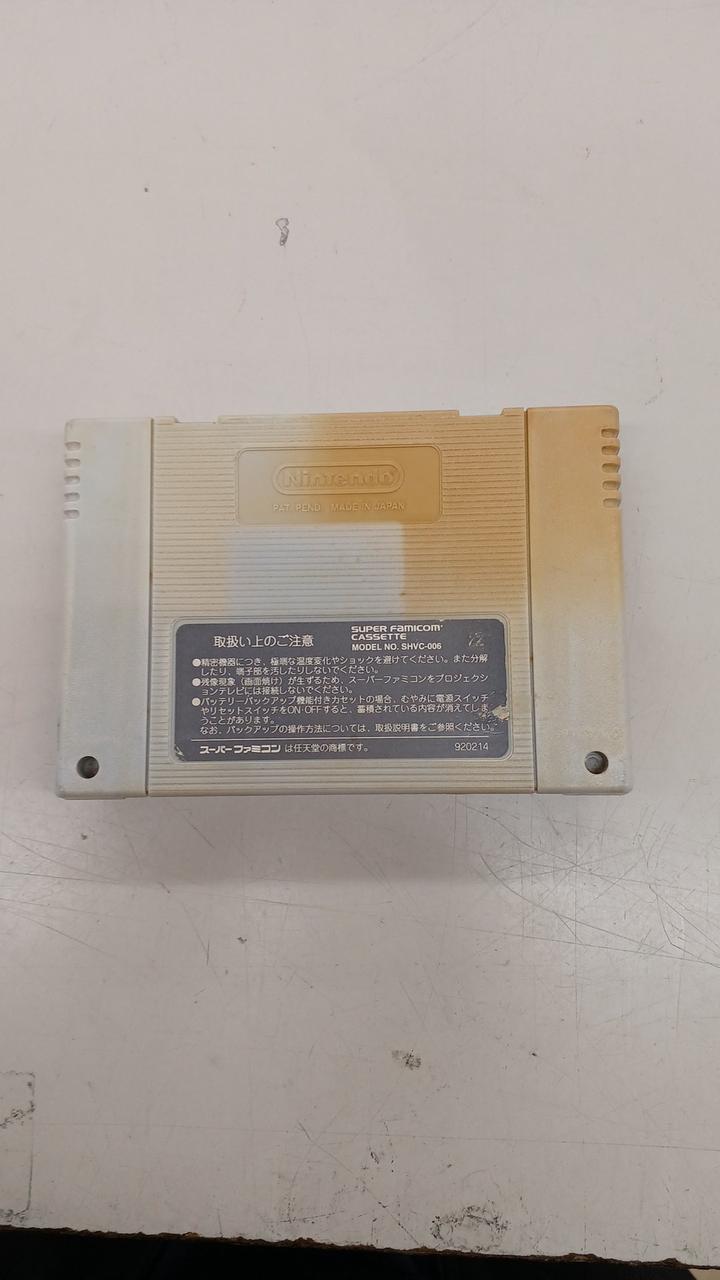 Nintendo
PAT. PEND. MADE IN JAPAN
取扱い上のご注意
SUPER FAMICOM
CASSETTE
MODEL NO. SHVC-006
●精密機器につき、極端な温度変化やショックを避けてください。また分解
したり、端子部を汚したりしないでください。
●残像現象（画面焼け）が生ずるため、スーパーファミコンをプロジェクシ
ョンテレビには接続しないでください。
●バッテリーバックアップ機能付きカセットの場合、むやみに電源スイッチ
やリセットスイッチをON・OFFすると、蓄積されている内容が消えてしま
うことがあります。
なお、バックアップの操作方法については、取扱説明書をご参照ください。
スーパーファミコンは任天堂の商標です。
920214